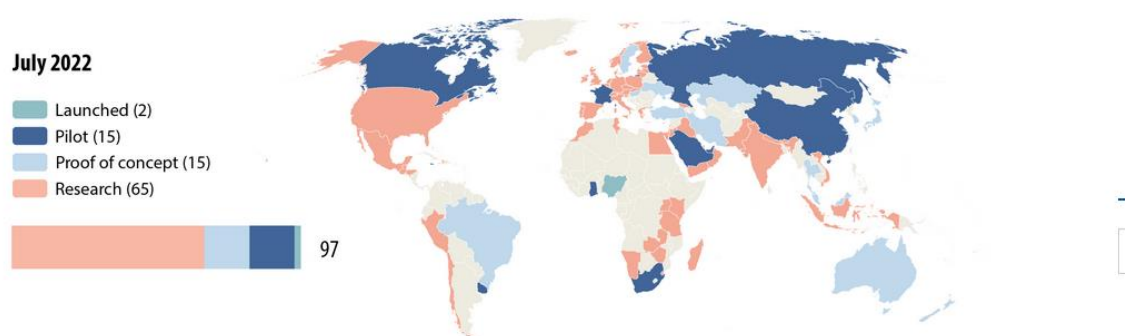 July 2022
Launched (2)
Pilot (15)
Proof of concept (15)
Research (65)
97